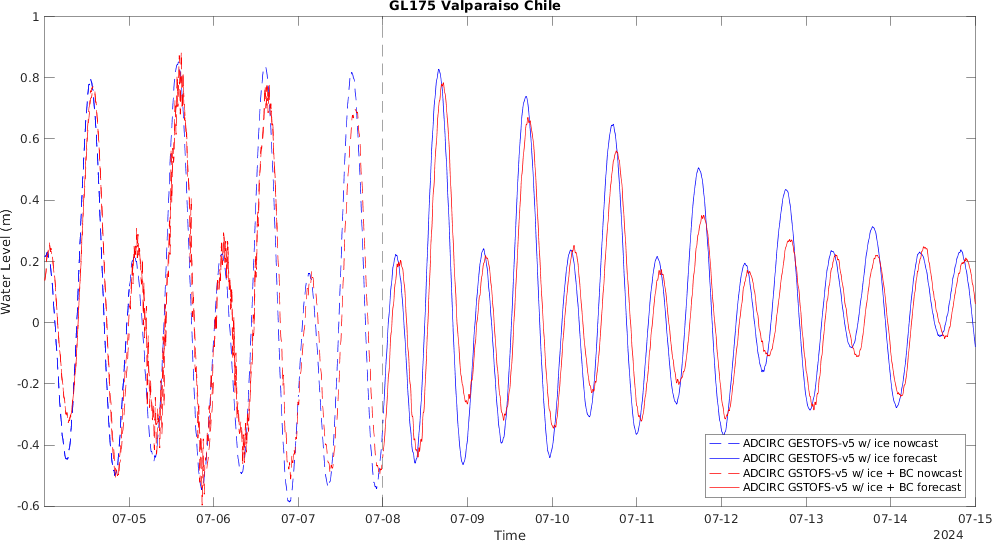 GL175 Valparaiso Chile
1
0.8
0.6
0.4
0.2
0
-0.2
-0.4
-0.6
Water Level (m)
07-05 07-06 07-07 07-08 07-09 07-10 07-11 07-12 07-13 07-14 07-15
Time
2024
ADCIRC GESTOFS-v5 w/ ice nowcast
ADCIRC GESTOFS-v5 w/ ice forecast
ADCIRC GSTOFS-v5 w/ ice + BC nowcast
ADCIRC GSTOFS-v5 w/ ice + BC forecast